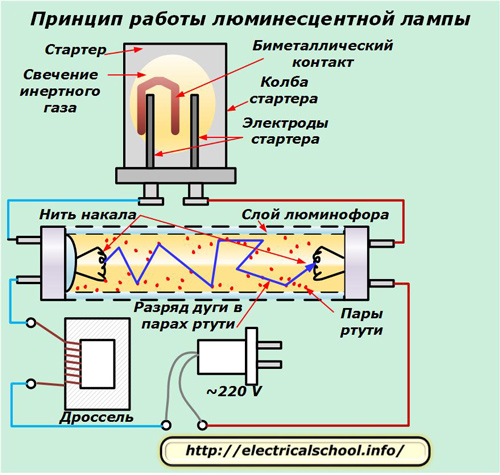 Принцип работы люминесцентной лампы
Стартер
Биметаллический
контакт
Свечение
инертного
газа
Колба
стартера
Электроды
стартера
Нить накала
Слой люминофора
Разряд дуги в
парах ртути
Пары
ртути
Дроссель
~220 V
http://electricalschool.info/